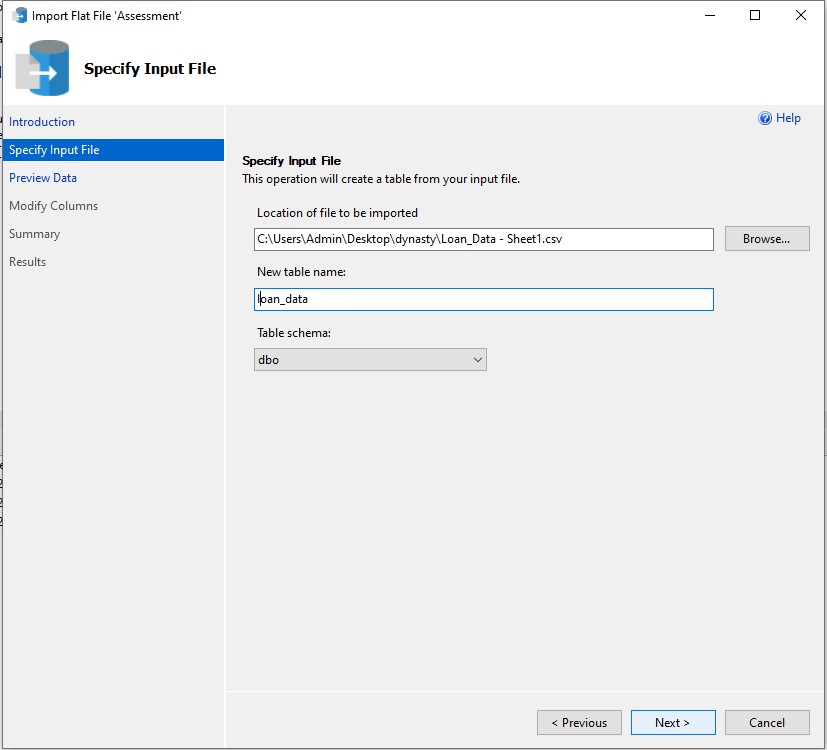 Import Flat File 'Assessment'
Specify Input File
Introduction
Specify Input File
Preview Data
Modify Columns
Summary
Results
Help
Specify Input File
This operation will create a table from your input file.
Location of file to be imported
C:\Users\Admin\Desktop\dynasty\Loan_Data - Sheet1.csv
Browse...
New table name:
loan_data
Table schema:
dbo
< Previous
Next >
Cancel